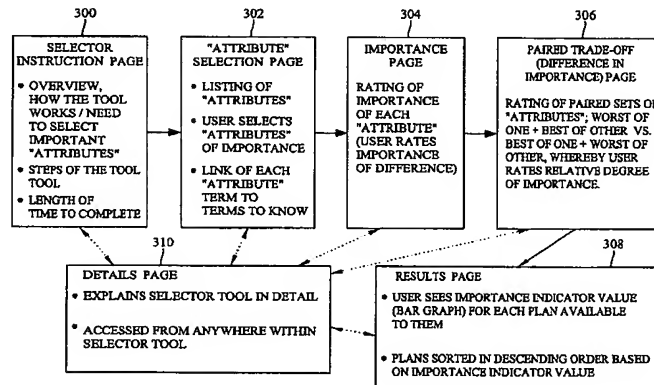 300
302
304
306
SELECTOR
INSTRUCTION PAGE
• OVERVIEW,
HOW THE TOOL
WORKS / NEED
TO SELECT
IMPORTANT
"ATTRIBUTES"
• STEPS OF THE TOOL
TOOL
• LENGTH OF
TIME TO COMPLETE
"ATTRIBUTE"
SELECTION PAGE
• LISTING OF
"ATTRIBUTES"
• USER SELECTS
"ATTRIBUTES"
OF IMPORTANCE
• LINK OF EACH
"ATTRIBUTE"
TERM TO
TERMS TO KNOW
IMPORTANCE
PAGE
RATING OF
IMPORTANCE
OF EACH
"ATTRIBUTE"
(USER RATES
IMPORTANCE
OF DIFFERENCE)
PAIRED TRADE-OFF
(DIFFERENCE IN
IMPORTANCE) PAGE
RATING OF PAIRED SETS OF
"ATTRIBUTES"; WORST OF
ONE + BEST OF OTHER VS.
BEST OF ONE + WORST OF
OTHER, WHEREBY USER
RATES RELATIVE DEGREE
OF IMPORTANCE.
310
DETAILS PAGE
• EXPLAINS SELECTOR TOOL IN DETAIL
• ACCESSED FROM ANYWHERE WITHIN
SELECTOR TOOL
308
RESULTS PAGE
• USER SEES IMPORTANCE INDICATOR VALUE
(BAR GRAPH) FOR EACH PLAN AVAILABLE
TO THEM
• PLANS SORTED IN DESCENDING ORDER BASED
ON IMPORTANCE INDICATOR VALUE